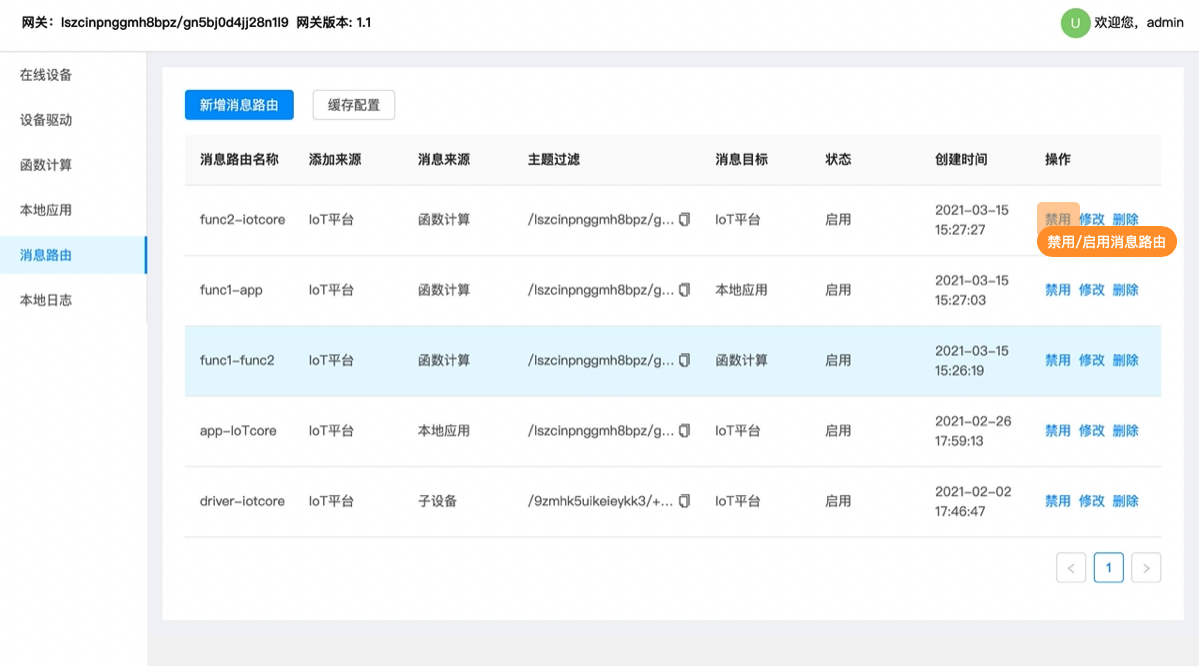 网关: lszcinpnggmh8bpz/gn5bj0d4jj28n1l9 网关版本: 1.1
U 欢迎您，admin
在线设备
设备驱动
函数计算
本地应用
消息路由
本地日志
新增消息路由 缓存配置
消息路由名称 添加来源 消息来源 主题过滤 消息目标 状态 创建时间 操作
func2-iotcore IoT平台 函数计算 /lszcinpnggmh8bpz/g... IoT平台 启用 2021-03-15 15:27:27 禁用 修改 删除
禁用/启用消息路由
func1-app IoT平台 函数计算 /lszcinpnggmh8bpz/g... 本地应用 启用 2021-03-15 15:27:03 禁用 修改 删除
func1-func2 IoT平台 函数计算 /lszcinpnggmh8bpz/g... 函数计算 启用 2021-03-15 15:26:19 禁用 修改 删除
app-IoTcore IoT平台 本地应用 /lszcinpnggmh8bpz/g... IoT平台 启用 2021-02-26 17:59:13 禁用 修改 删除
driver-iotcore IoT平台 子设备 /9zmhk5uikeieykk3/+... IoT平台 启用 2021-02-02 17:46:47 禁用 修改 删除
< 1 >